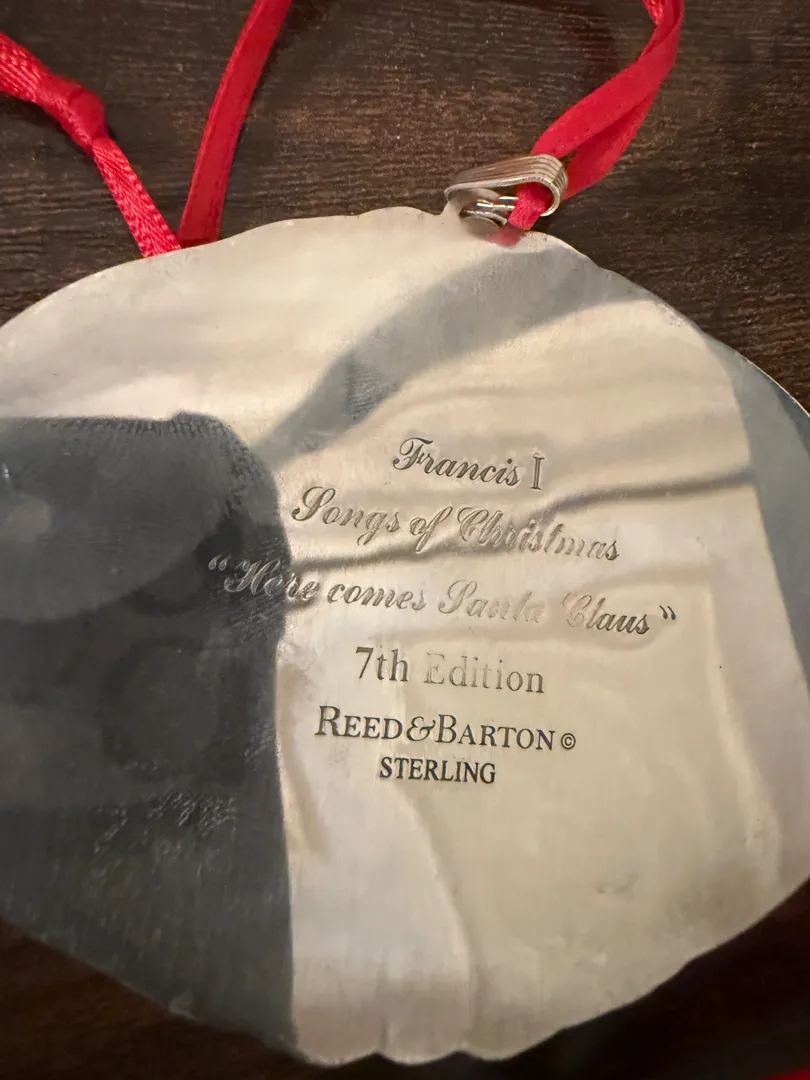 Francis I
Songs of Christmas
“Here comes Santa Claus”
7th Edition
REED&BARTON©
STERLING